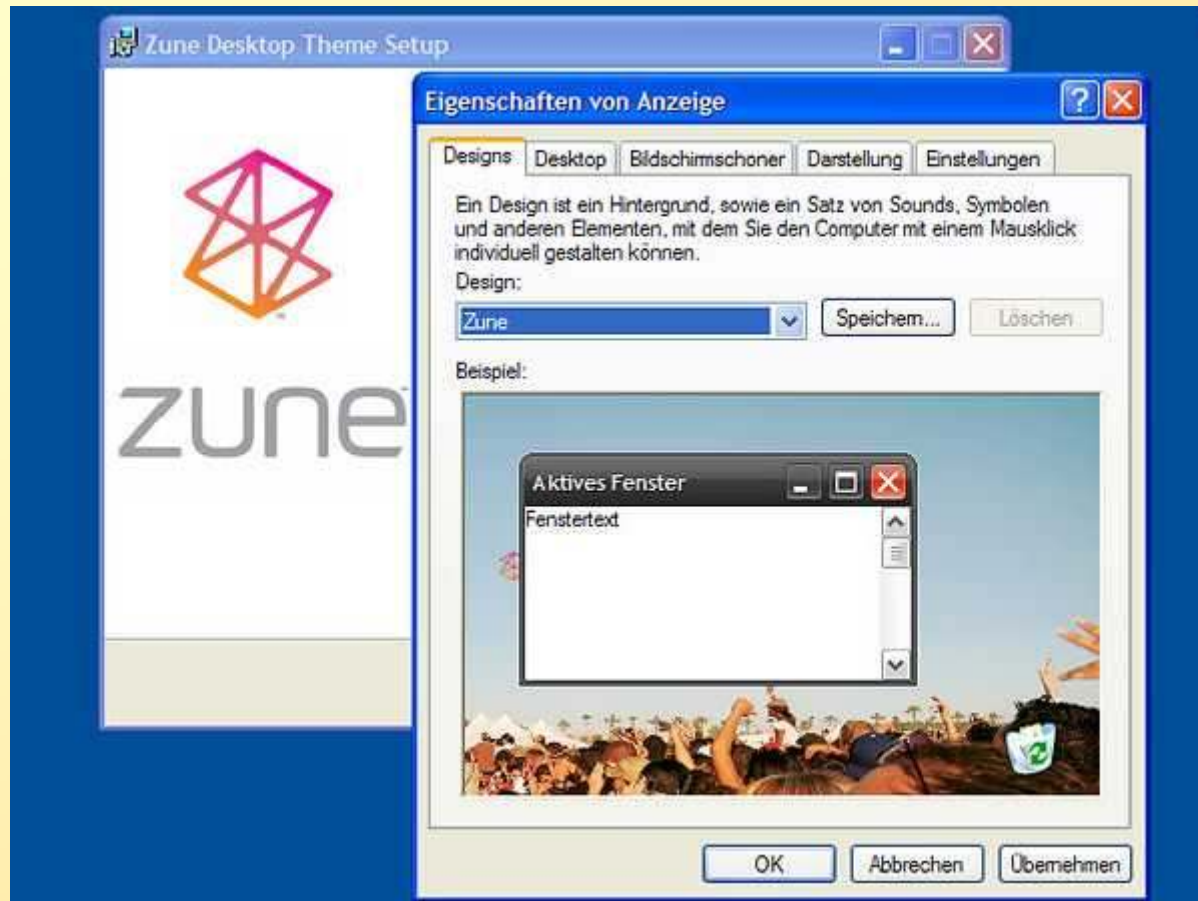 Zune Desktop Theme Setup
zune
Eigenschaften von Anzeige
Designs Desktop Bildschirmschoner Darstellung Einstellungen
Ein Design ist ein Hintergrund, sowie ein Satz von Sounds, Symbolen
und anderen Elementen, mit dem Sie den Computer mit einem Mausklick
individuell gestalten können.
Design:
Zune Speichern... Löschen
Beispiel:
Aktives Fenster
Fenstertext
OK Abbrechen Übernehmen